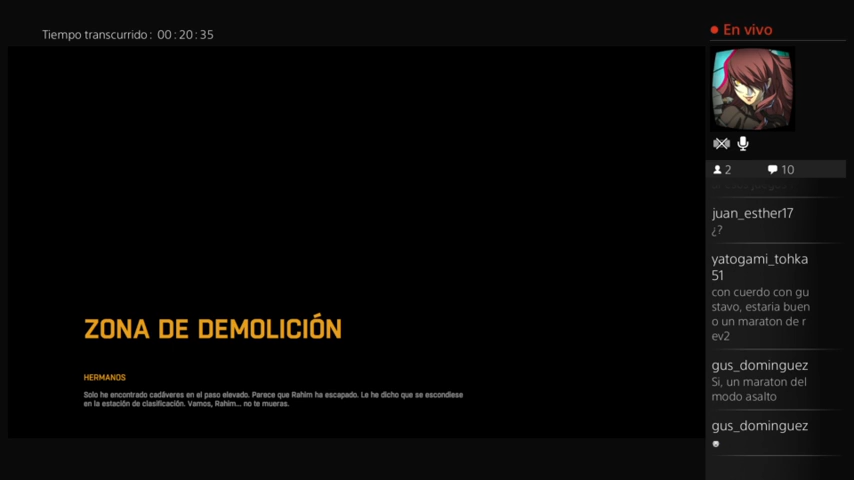 Tiempo transcurrido: 00:20:35
En vivo
2 10
juan_esther17
¿?
yatogami_tohka
51
con cuerdo con gu
stavo, estaria buen
o un maraton de r
ev2
gus_dominguez
Si, un maraton del
modo asalto
gus_dominguez
ZONA DE DEMOLICIÓN
HERMANOS
Solo he encontrado cadáveres en el paso elevado. Parece que Rahim ha escapado. Le he dicho que se escondiese
en la estación de clasificación. Vamos, Rahim... no te mueras.